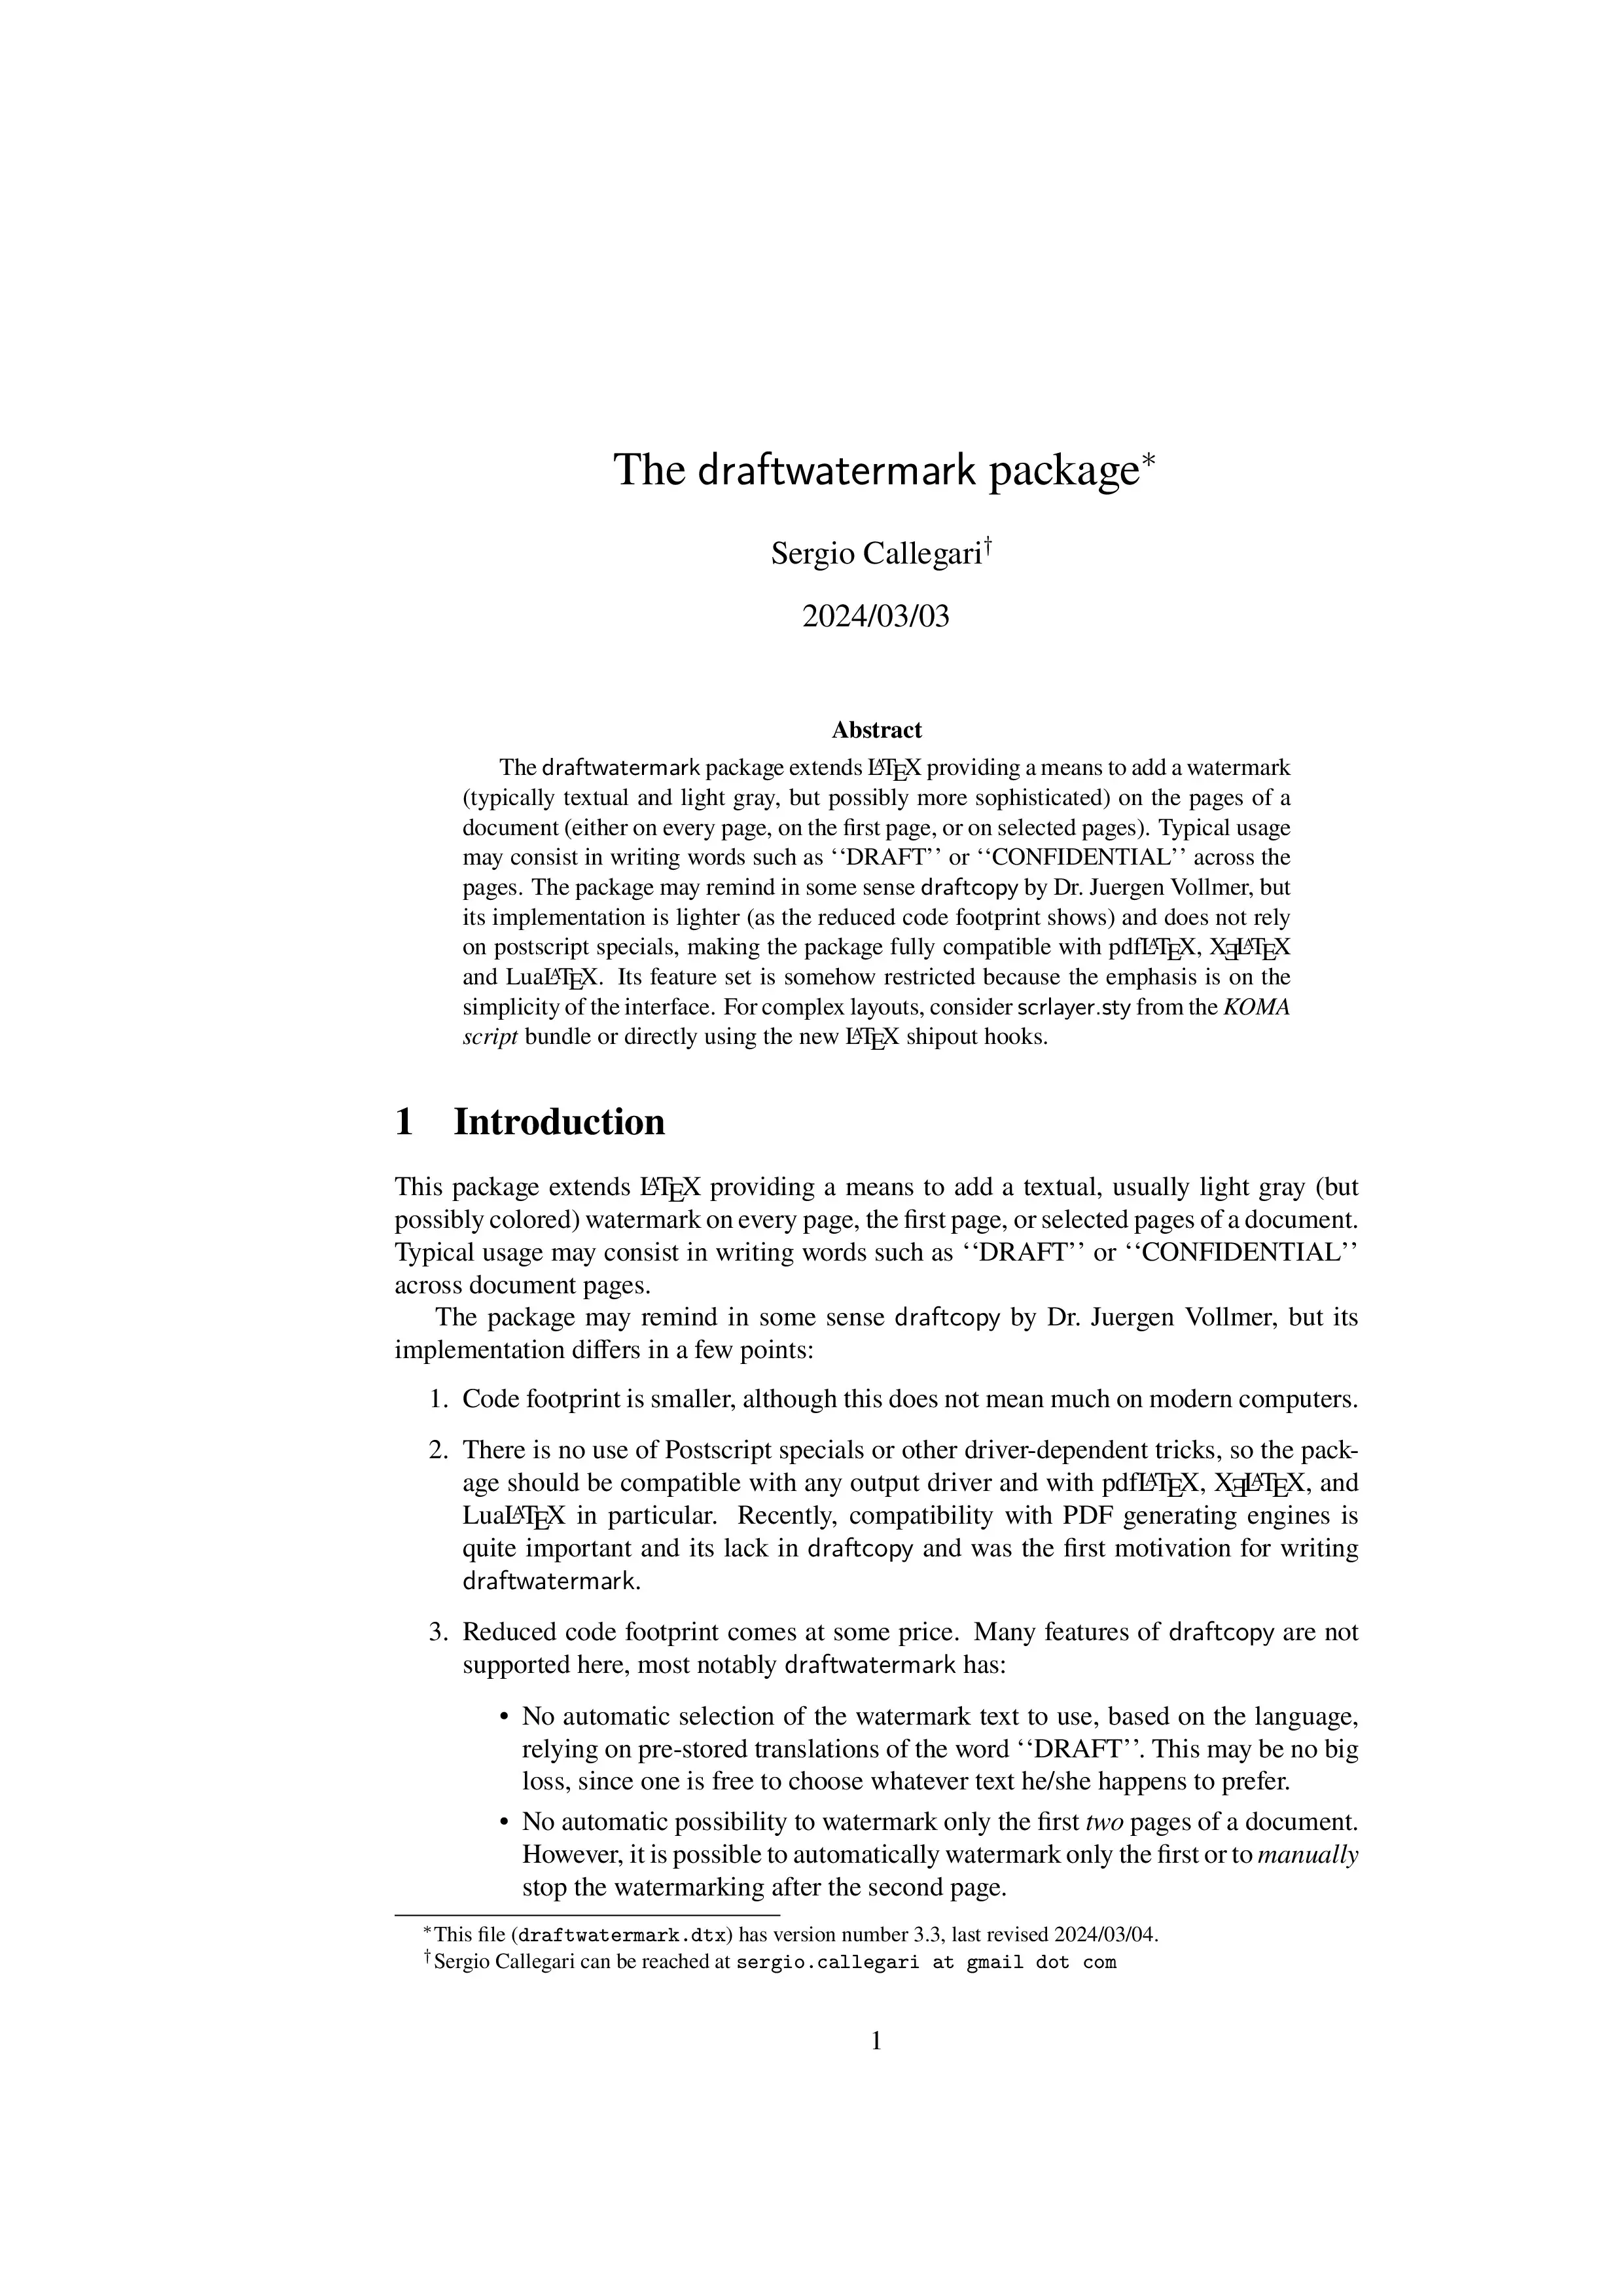 The draftwatermark package*
Sergio Callegari†
2024/03/03
Abstract
The draftwatermark package extends LATEX providing a means to add a watermark
(typically textual and light gray, but possibly more sophisticated) on the pages of a
document (either on every page, on the first page, or on selected pages). Typical usage
may consist in writing words such as ‘‘DRAFT’’ or ‘‘CONFIDENTIAL’’ across the
pages. The package may remind in some sense draftcopy by Dr. Juergen Vollmer, but
its implementation is lighter (as the reduced code footprint shows) and does not rely
on postscript specials, making the package fully compatible with pdfLATEX, XƎLATEX
and LuaLATEX. Its feature set is somehow restricted because the emphasis is on the
simplicity of the interface. For complex layouts, consider scrlayer.sty from the KOMA
script bundle or directly using the new LATEX shipout hooks.
1 Introduction
This package extends LATEX providing a means to add a textual, usually light gray (but
possibly colored) watermark on every page, the first page, or selected pages of a document.
Typical usage may consist in writing words such as ‘‘DRAFT’’ or ‘‘CONFIDENTIAL’’
across document pages.
The package may remind in some sense draftcopy by Dr. Juergen Vollmer, but its
implementation differs in a few points:
1. Code footprint is smaller, although this does not mean much on modern computers.
2. There is no use of Postscript specials or other driver-dependent tricks, so the pack-
age should be compatible with any output driver and with pdfLATEX, XƎLATEX, and
LuaLATEX in particular. Recently, compatibility with PDF generating engines is
quite important and its lack in draftcopy and was the first motivation for writing
draftwatermark.
3. Reduced code footprint comes at some price. Many features of draftcopy are not
supported here, most notably draftwatermark has:
• No automatic selection of the watermark text to use, based on the language,
relying on pre-stored translations of the word ‘‘DRAFT’’. This may be no big
loss, since one is free to choose whatever text he/she happens to prefer.
• No automatic possibility to watermark only the first two pages of a document.
However, it is possible to automatically watermark only the first or to manually
stop the watermarking after the second page.
*This file (draftwatermark.dtx) has version number 3.3, last revised 2024/03/04.
†Sergio Callegari can be reached at sergio.callegari at gmail dot com
1